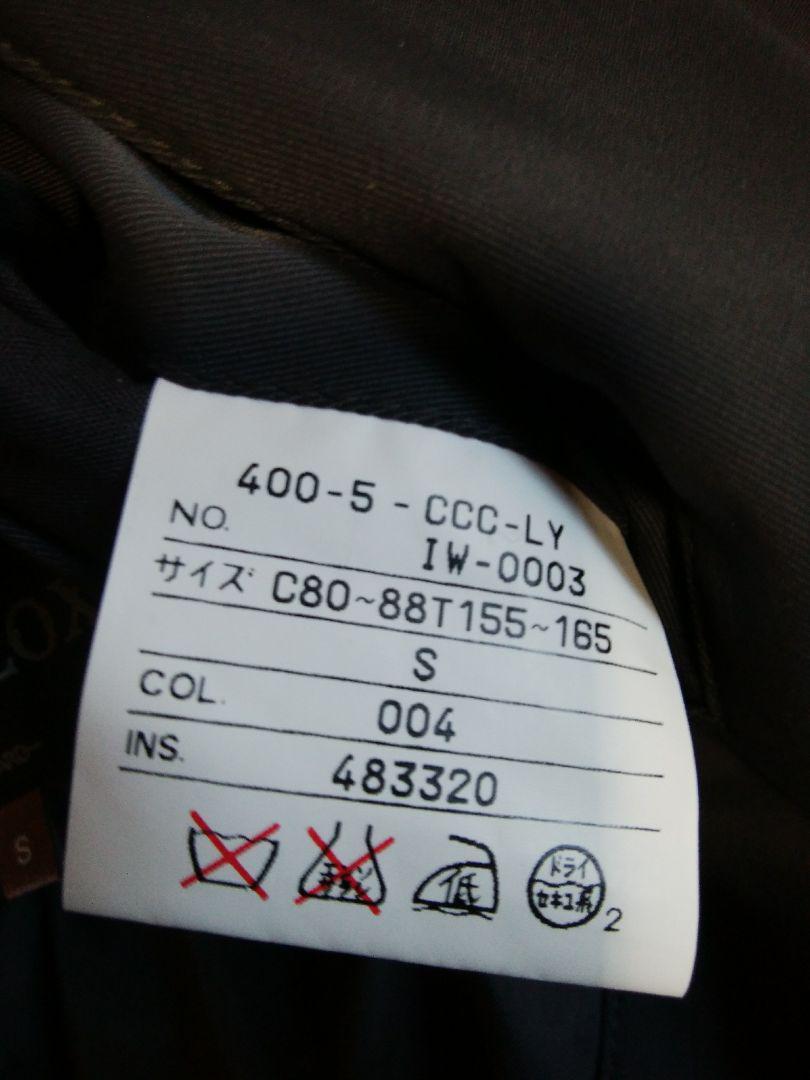 400-5-CCC-LY
NO.
IW-0003
サイズ C80~88T155~165
S
COL. 004
INS. 483320
低
ドライ
セキユ系
2
S